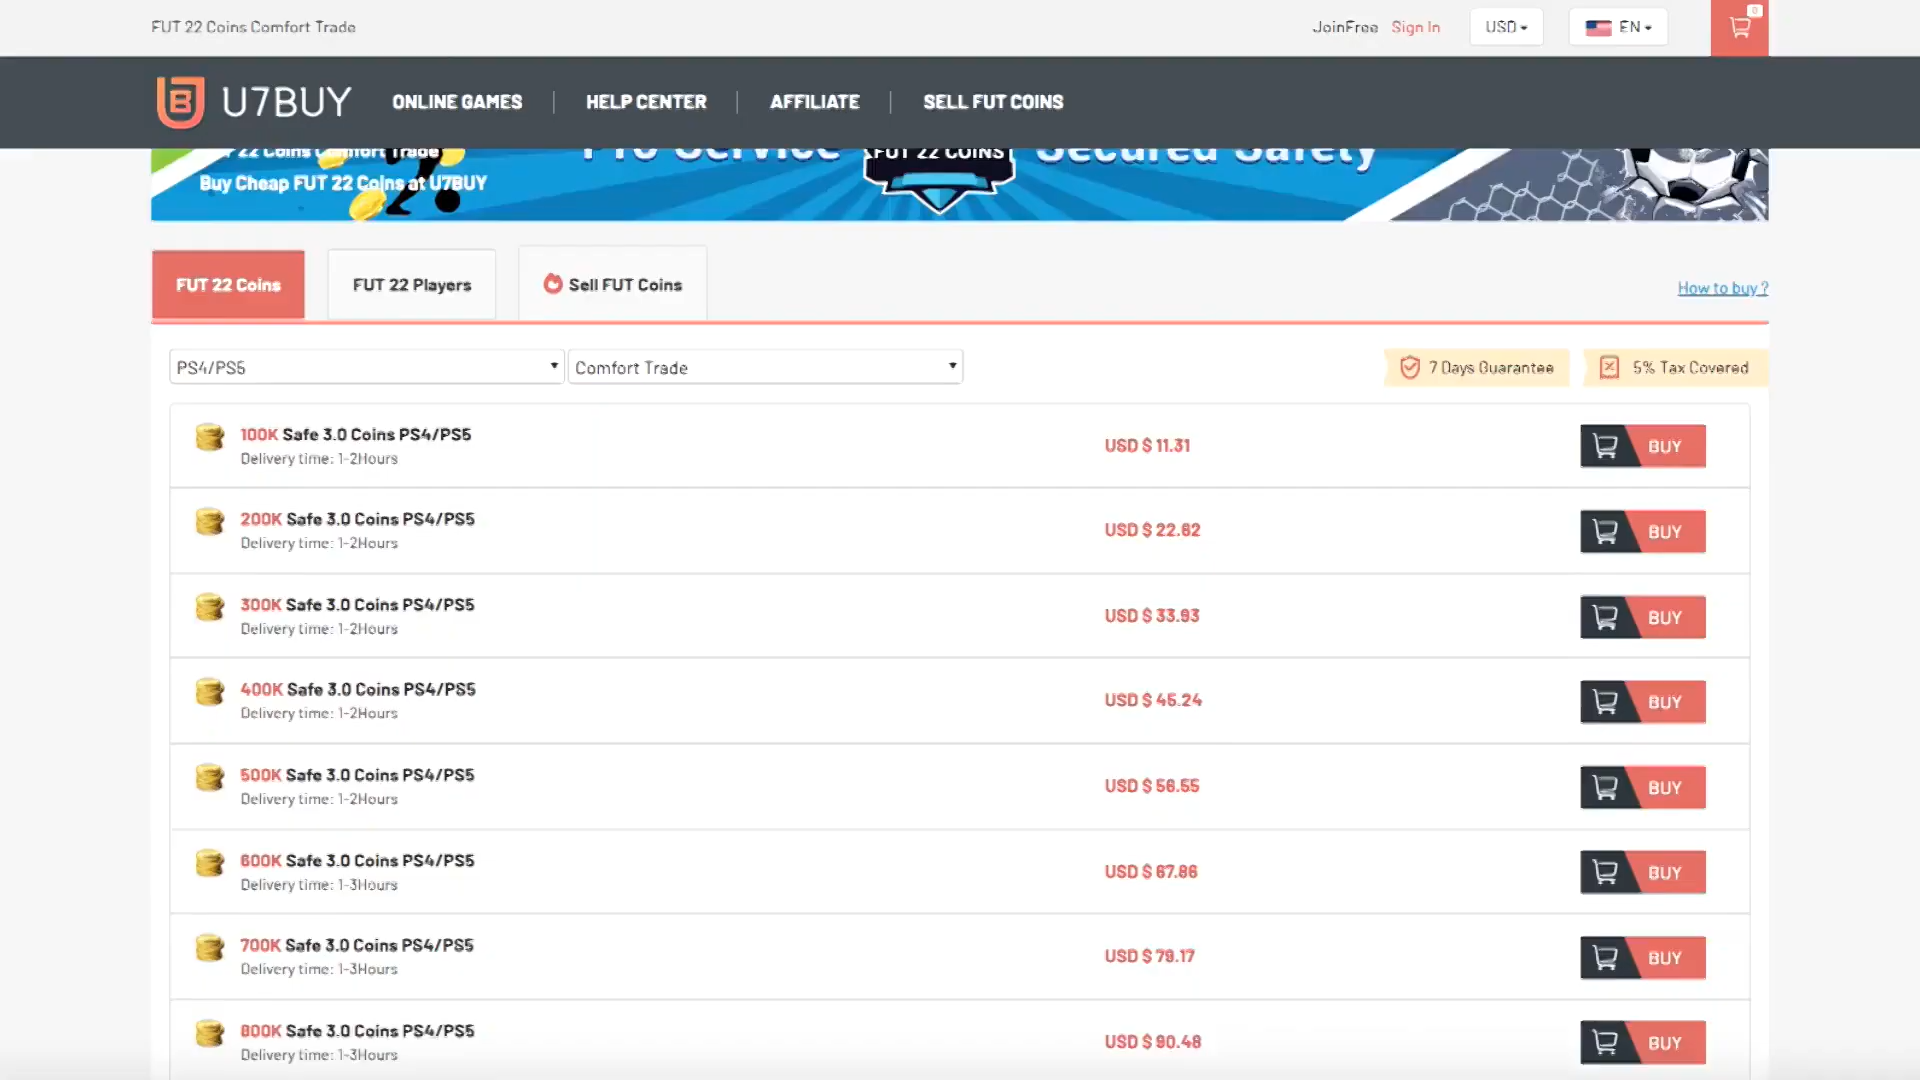 FUT 22 Coins Comfort Trade
JoinFree Sign In USD EN 0
U7BUY ONLINE GAMES HELP CENTER AFFILIATE SELL FUT COINS
22 Coins Comfort Trade
Pro Service FUT 22 COINS Secured Safely
Buy Cheap FUT 22 Coins at U7BUY
FUT 22 Coins FUT 22 Players Sell FUT Coins How to buy ?
PS4/PS5 Comfort Trade 7 Days Guarantee 5% Tax Covered
100K Safe 3.0 Coins PS4/PS5
Delivery time: 1-2Hours
USD $ 11.31 BUY
200K Safe 3.0 Coins PS4/PS5
Delivery time: 1-2Hours
USD $ 22.62 BUY
300K Safe 3.0 Coins PS4/PS5
Delivery time: 1-2Hours
USD $ 33.93 BUY
400K Safe 3.0 Coins PS4/PS5
Delivery time: 1-2Hours
USD $ 45.24 BUY
500K Safe 3.0 Coins PS4/PS5
Delivery time: 1-2Hours
USD $ 56.55 BUY
600K Safe 3.0 Coins PS4/PS5
Delivery time: 1-3Hours
USD $ 67.86 BUY
700K Safe 3.0 Coins PS4/PS5
Delivery time: 1-3Hours
USD $ 79.17 BUY
800K Safe 3.0 Coins PS4/PS5
Delivery time: 1-3Hours
USD $ 90.48 BUY